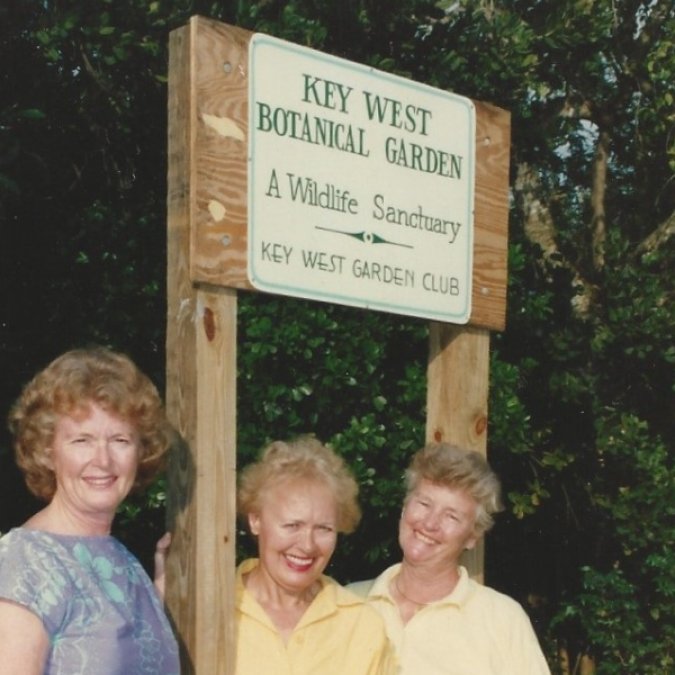 KEY WEST
BOTANICAL GARDEN
A Wildlife Sanctuary
KEY WEST GARDEN CLUB